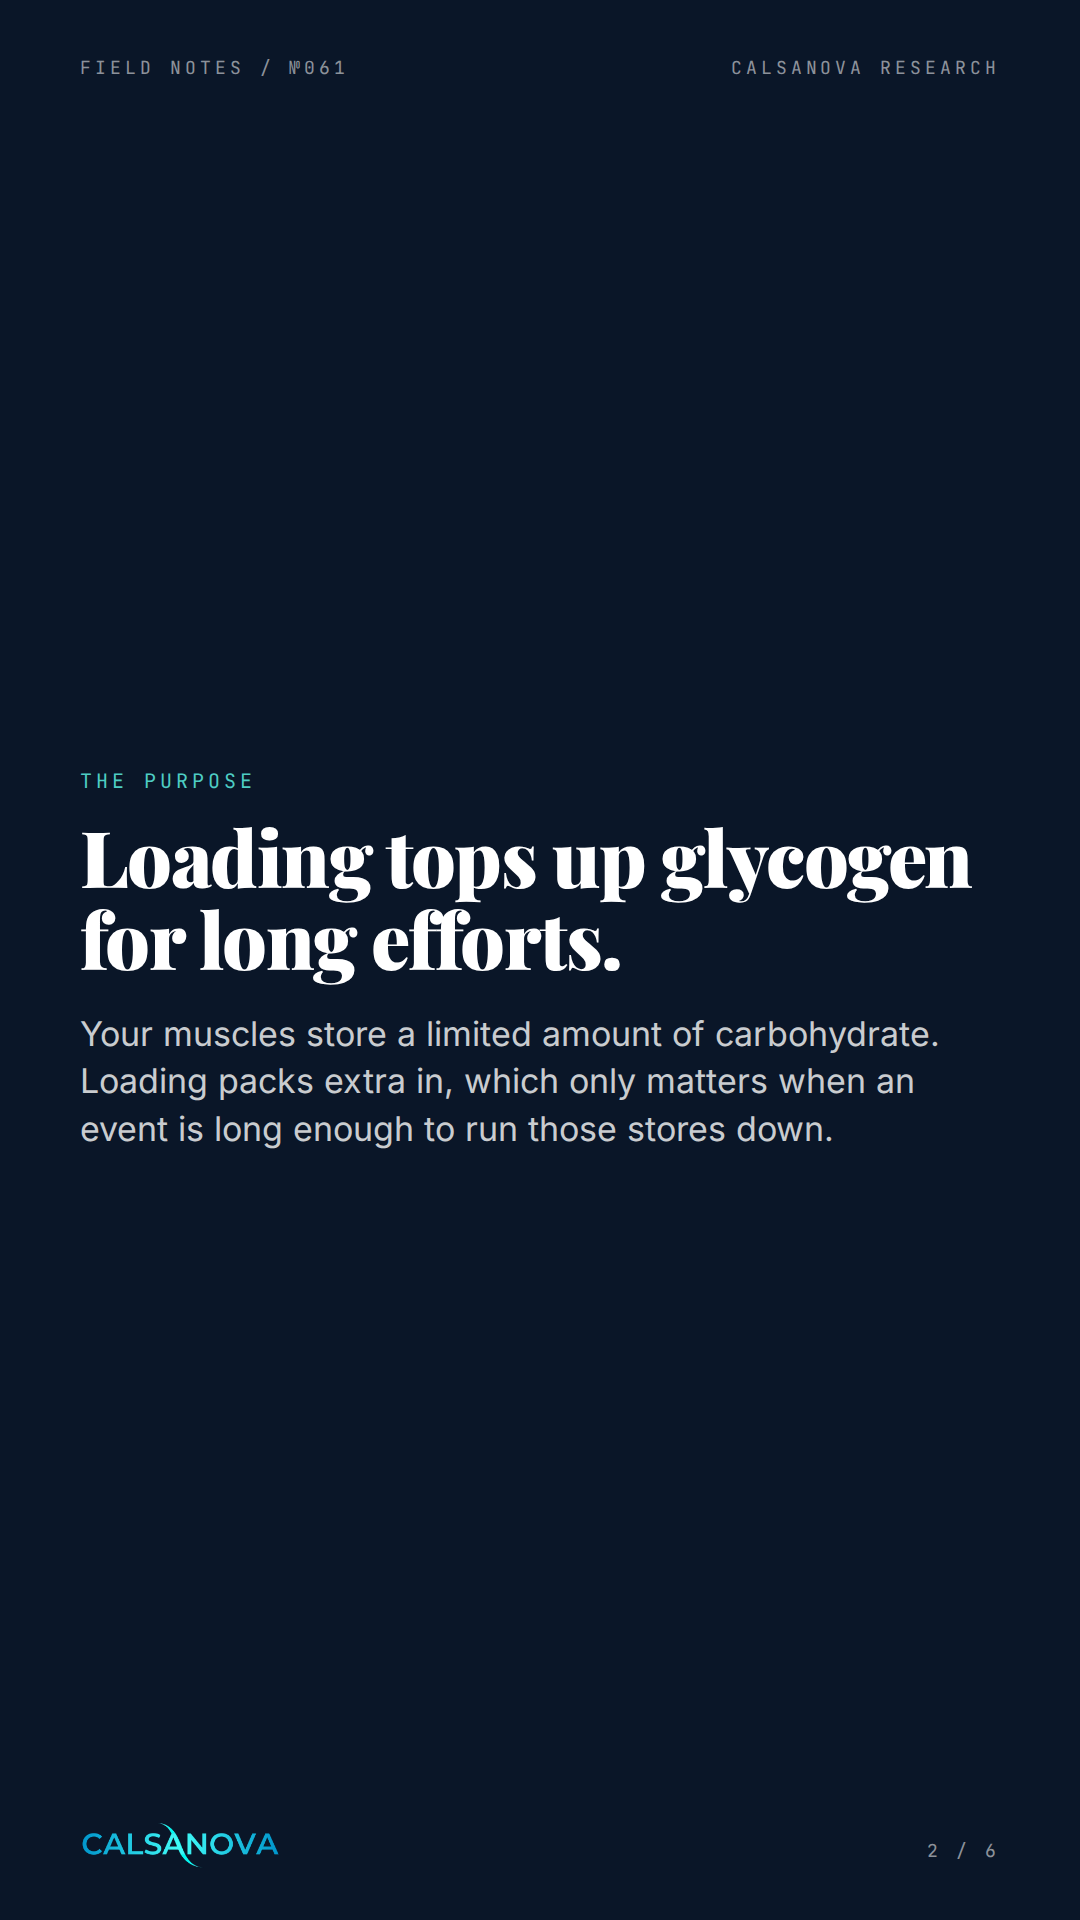 FIELD NOTES / №061
CALSANOVA RESEARCH
THE PURPOSE
Loading tops up glycogen
for long efforts.
Your muscles store a limited amount of carbohydrate.
Loading packs extra in, which only matters when an
event is long enough to run those stores down.
CALSANOVA
2 / 6